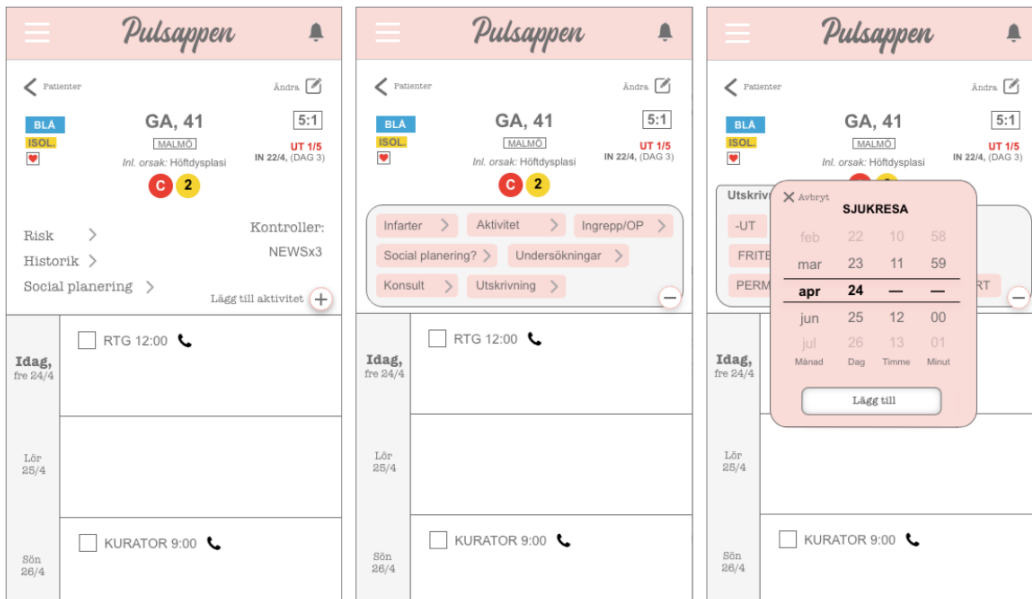 Pulsappen
Patienter
Ändra
BLÅ
GA, 41
5:1
ISOL.
MALMÖ
UT 1/5
Inl. orsak: Höftdysplasi
IN 22/4, (DAG 3)
C 2
Risk
Kontroller:
Historik
NEWSx3
Social planering
Lägg till aktivitet
RTG 12:00
Idag,
fre 24/4
Lör
25/4
KURATOR 9:00
Sön
26/4
Pulsappen
Patienter
Ändra
BLÅ
GA, 41
5:1
ISOL.
MALMÖ
UT 1/5
Inl. orsak: Höftdysplasi
IN 22/4, (DAG 3)
C 2
Infarter Aktivitet Ingrepp/OP
Social planering? Undersökningar
Konsult Utskrivning
RTG 12:00
Idag,
fre 24/4
Lör
25/4
KURATOR 9:00
Sön
26/4
Pulsappen
Patienter
Ändra
BLÅ
GA, 41
5:1
ISOL.
MALMÖ
UT 1/5
Inl. orsak: Höftdysplasi
IN 22/4, (DAG 3)
Utskriv
-UT
FRITE
PERM
RT
Avbryt
SJUKRESA
feb 22 10 58
mar 23 11 59
apr 24 — —
jun 25 12 00
jul 26 13 01
Månad Dag Timme Minut
Lägg till
Idag,
fre 24/4
Lör
25/4
KURATOR 9:00
Sön
26/4